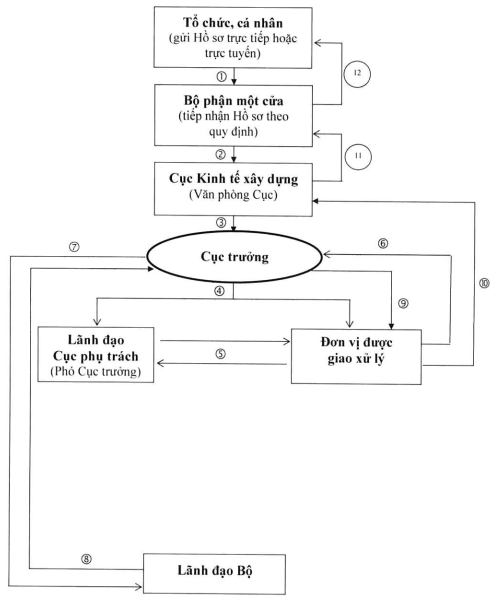 Tổ chức, cá nhân
(gửi Hồ sơ trực tiếp hoặc
trực tuyến)
12
①
Bộ phận một cửa
(tiếp nhận Hồ sơ theo
quy định)
11
②
Cục Kinh tế xây dựng
(Văn phòng Cục)
③
⑦
Cục trưởng
⑥
⑩
④
⑨
Lãnh đạo
Cục phụ trách
(Phó Cục trưởng)
⑤
Đơn vị được
giao xử lý
⑧
Lãnh đạo Bộ